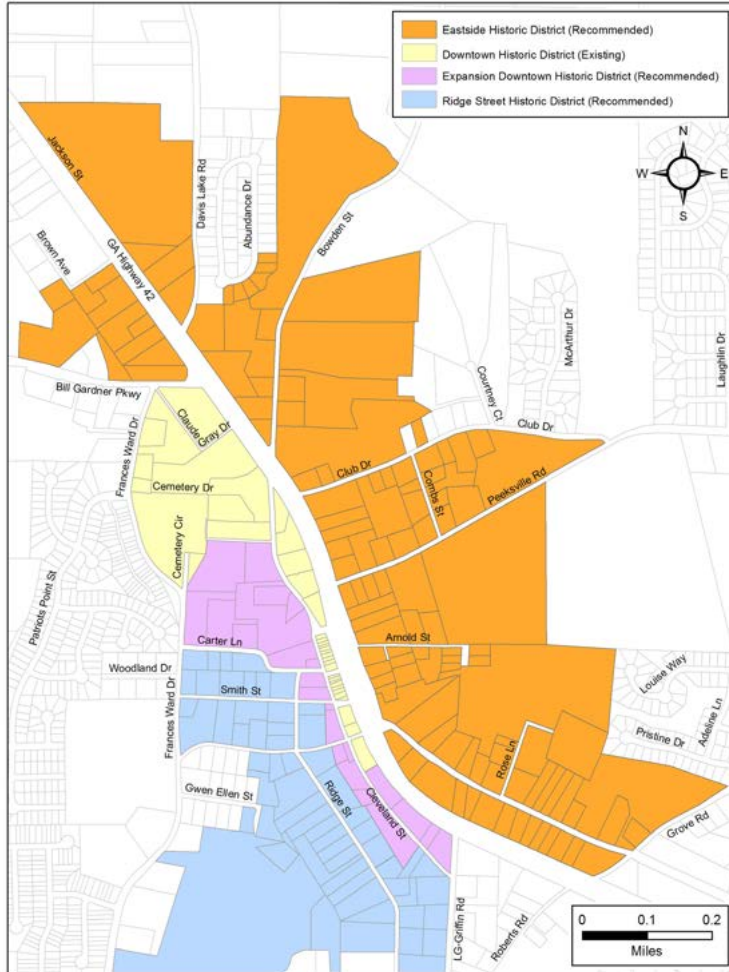 Eastside Historic District (Recommended)
Downtown Historic District (Existing)
Expansion Downtown Historic District (Recommended)
Ridge Street Historic District (Recommended)
N
W
E
S
Jackson St
Davis Lake Rd
Abundance Dr
Bowden St
Brown Ave
GA Highway 42
McArthur Dr
Laughlin Dr
Courtney Ct
Bill Gardner Pkwy
Claude
Gray Dr
Frances Ward Dr
Club Dr
Club Dr
Combs St
Peeksville Rd
Cemetery Dr
Cemetery Cir
Patriots Point St
Carter Ln
Arnold St
Woodland Dr
Louise Way
Adeline Ln
Smith St
Frances Ward Dr
Pristine Dr
Rose Ln
Gwen Ellen St
Ridge St
Cleveland St
Grove Rd
LG-Griffin Rd
Roberts Rd
0 0.1 0.2
Miles